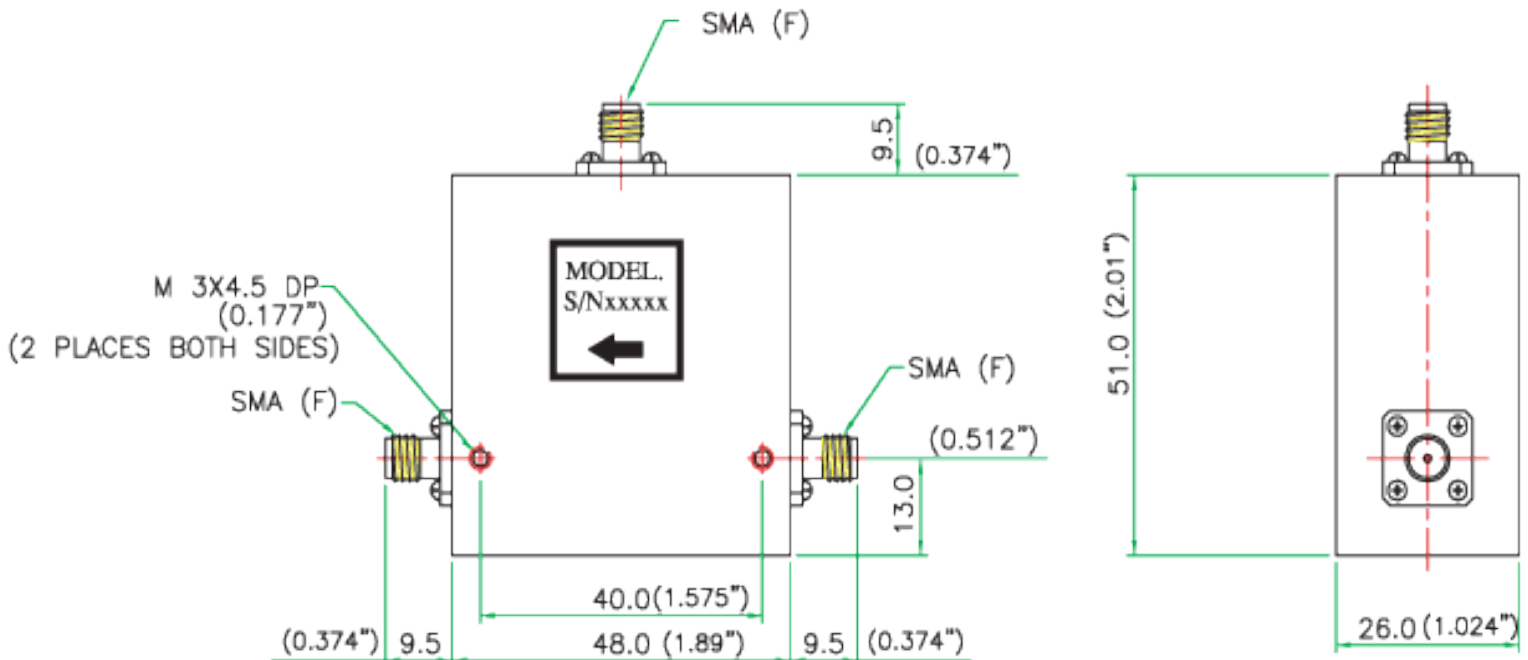 SMA (F)
9.5
(0.374")
MODEL.
S/Nxxxxx
M 3X4.5 DP
(0.177")
(2 PLACES BOTH SIDES)
SMA (F)
SMA (F)
(0.512")
13.0
40.0(1.575")
(0.374") 9.5 48.0 (1.89") 9.5 (0.374")
51.0 (2.01")
26.0 (1.024")